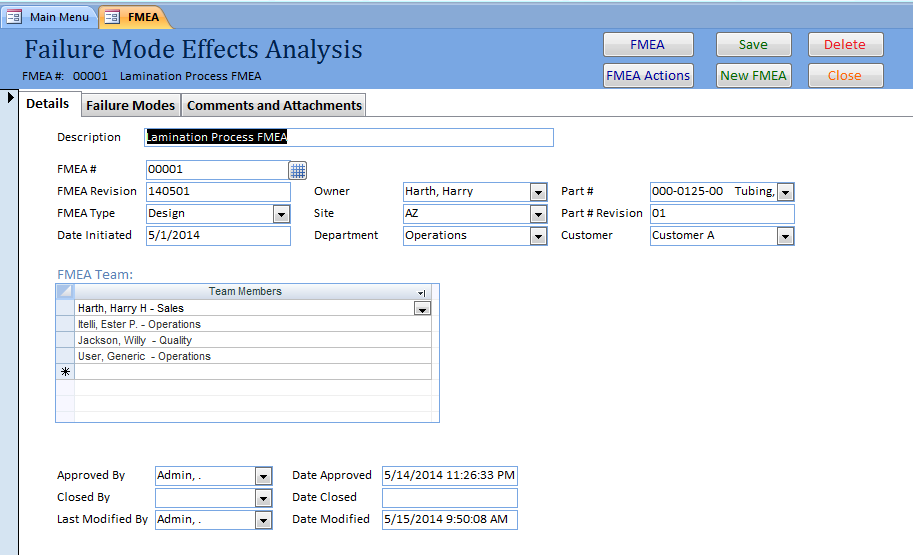 Main Menu FMEA
Failure Mode Effects Analysis
FMEA #: 00001 Lamination Process FMEA
FMEA Save Delete
FMEA Actions New FMEA Close
Details Failure Modes Comments and Attachments
Description Lamination Process FMEA
FMEA # 00001
FMEA Revision 140501 Owner Harth, Harry Part # 000-0125-00 Tubing,
FMEA Type Design Site AZ Part # Revision 01
Date Initiated 5/1/2014 Department Operations Customer Customer A
FMEA Team:
Team Members
Harth, Harry H - Sales
Itelli, Ester P. - Operations
Jackson, Willy - Quality
User, Generic - Operations
Approved By Admin, . Date Approved 5/14/2014 11:26:33 PM
Closed By Date Closed
Last Modified By Admin, . Date Modified 5/15/2014 9:50:08 AM